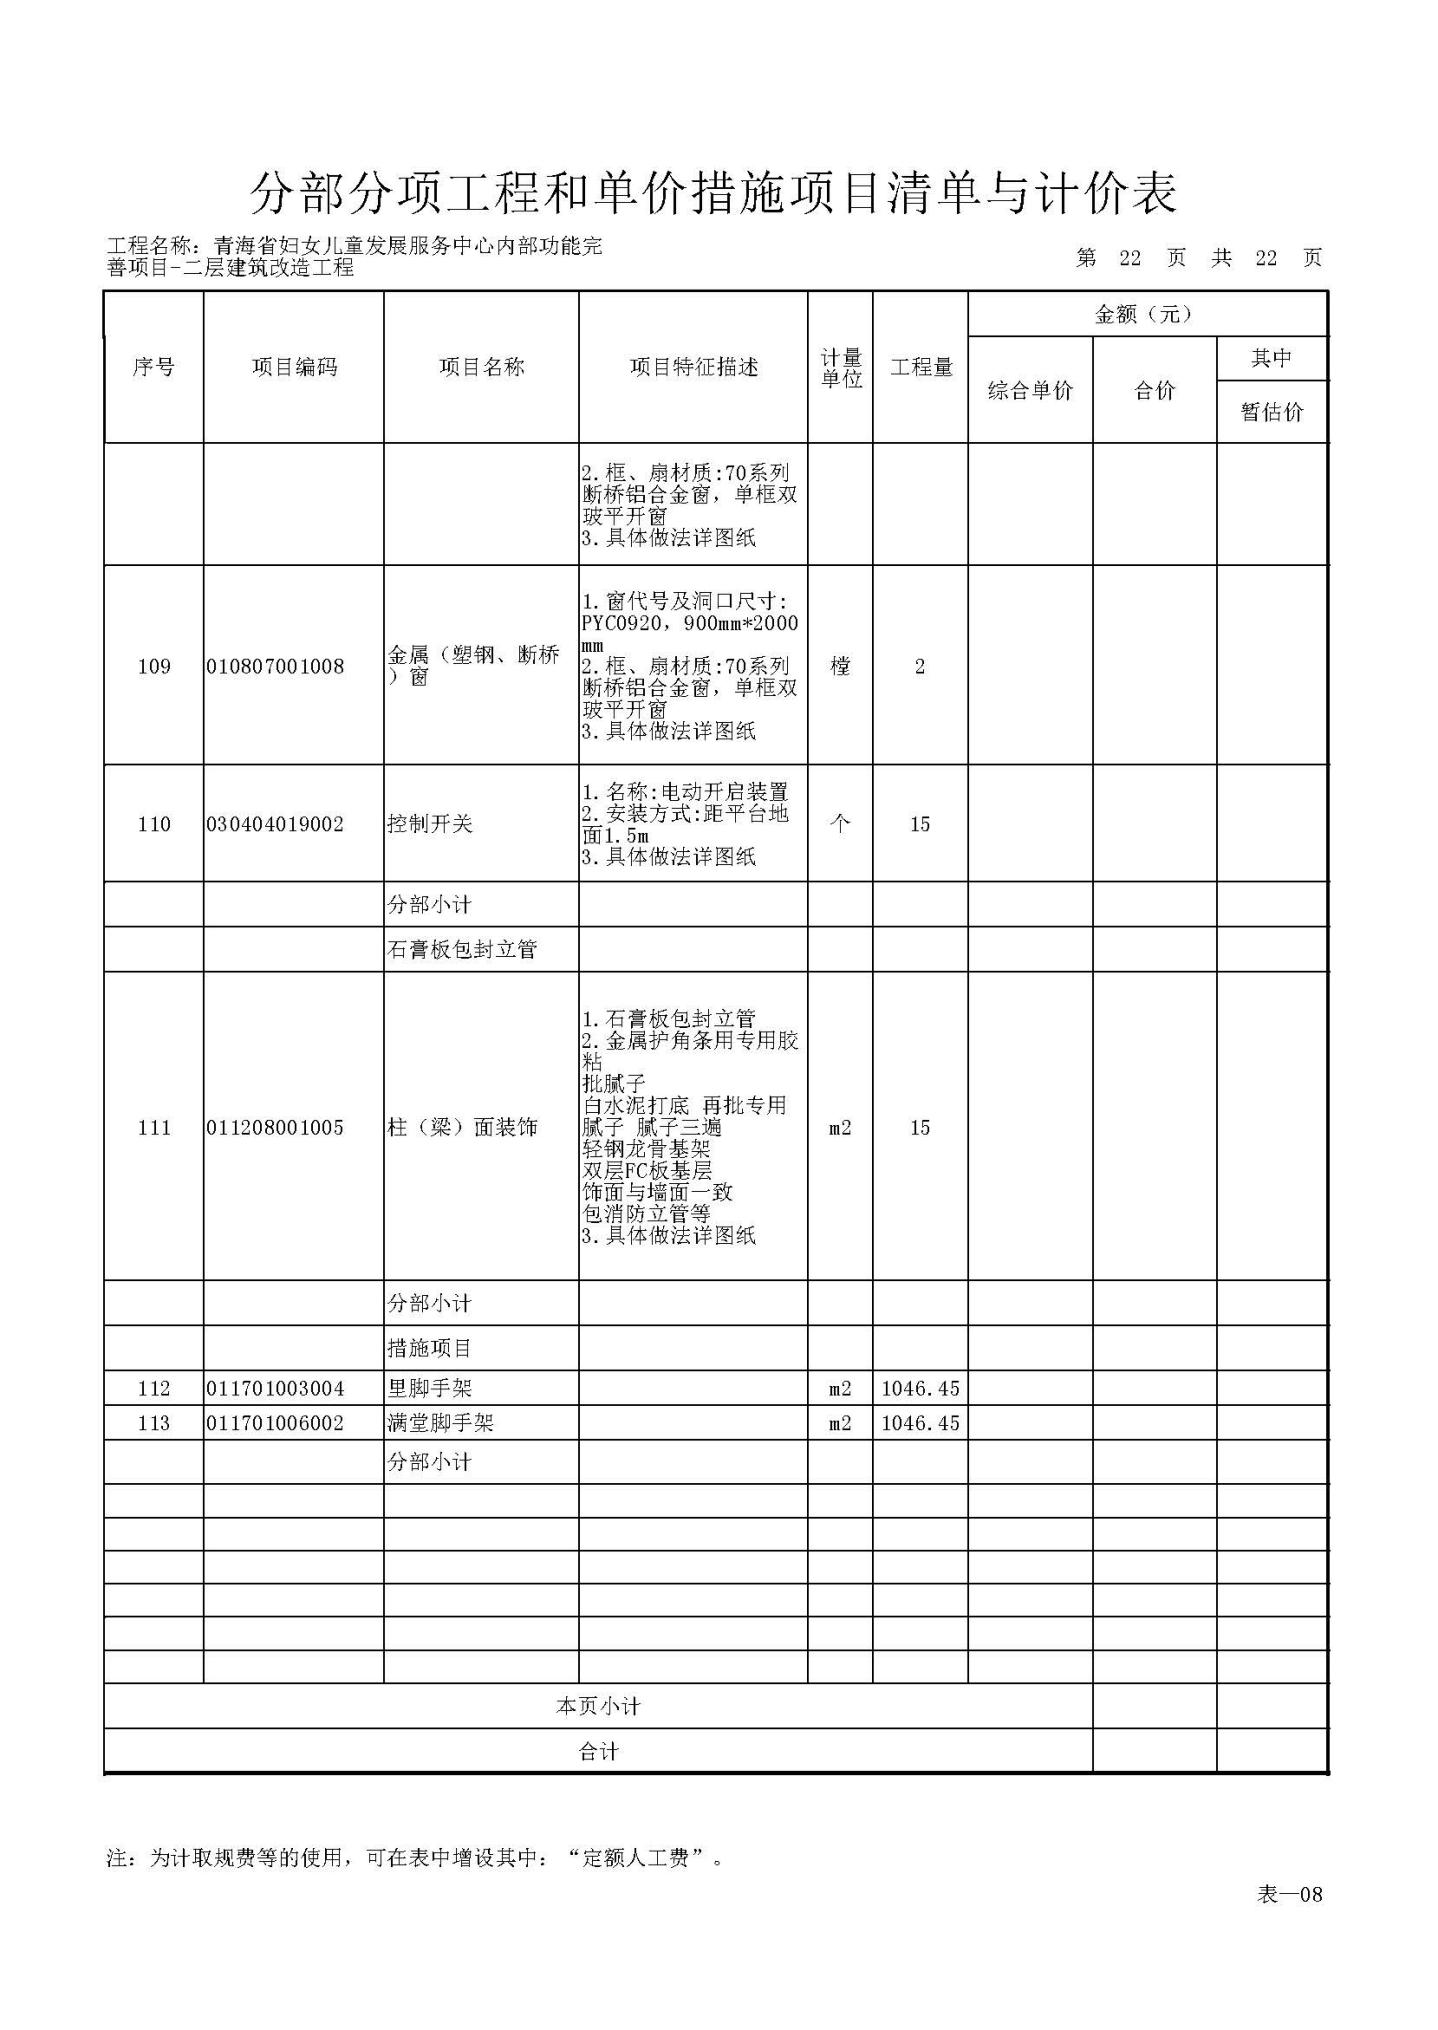 分部分项工程和单价措施项目清单与计价表
工程名称：青海省妇女儿童发展服务中心内部功能完
善项目-二层建筑改造工程
第 22 页 共 22 页
序号 项目编码 项目名称 项目特征描述 计量单位 工程量 金额（元）
综合单价 合价 其中
暂估价
2.框、扇材质:70系列
断桥铝合金窗，单框双
玻平开窗
3.具体做法详图纸
109 010807001008 金属（塑钢、断桥
）窗
1.窗代号及洞口尺寸:
PYC0920，900mm*2000
mm
2.框、扇材质:70系列
断桥铝合金窗，单框双
玻平开窗
3.具体做法详图纸
樘 2
110 030404019002 控制开关
1.名称:电动开启装置
2.安装方式:距平台地
面1.5m
3.具体做法详图纸
个 15
分部小计
石膏板包封立管
111 011208001005 柱（梁）面装饰
1.石膏板包封立管
2.金属护角条用专用胶
粘
批腻子
白水泥打底 再批专用
腻子 腻子三遍
轻钢龙骨基架
双层FC板基层
饰面与墙面一致
包消防立管等
3.具体做法详图纸
m2 15
分部小计
措施项目
112 011701003004 里脚手架 m2 1046.45
113 011701006002 满堂脚手架 m2 1046.45
分部小计
本页小计
合计
注：为计取规费等的使用，可在表中增设其中：“定额人工费”。
表—08